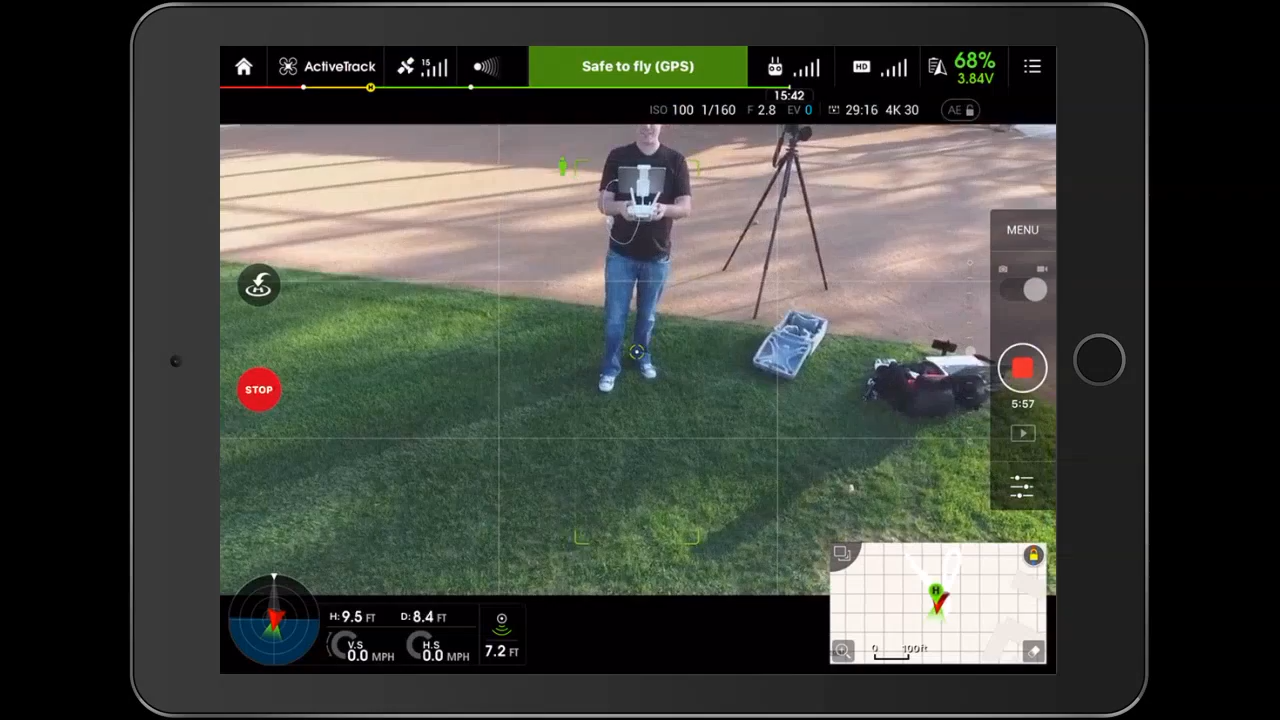 ActiveTrack
15
Safe to fly (GPS)
HD
68%
3.84V
H
15:42
ISO 100 1/160 F 2.8 EV 0 29:16 4K 30 AE
MENU
H
STOP
5:57
H: 9.5 FT D: 8.4 FT
V.S 0.0 MPH H.S 0.0 MPH
7.2 FT
H
0 100ft